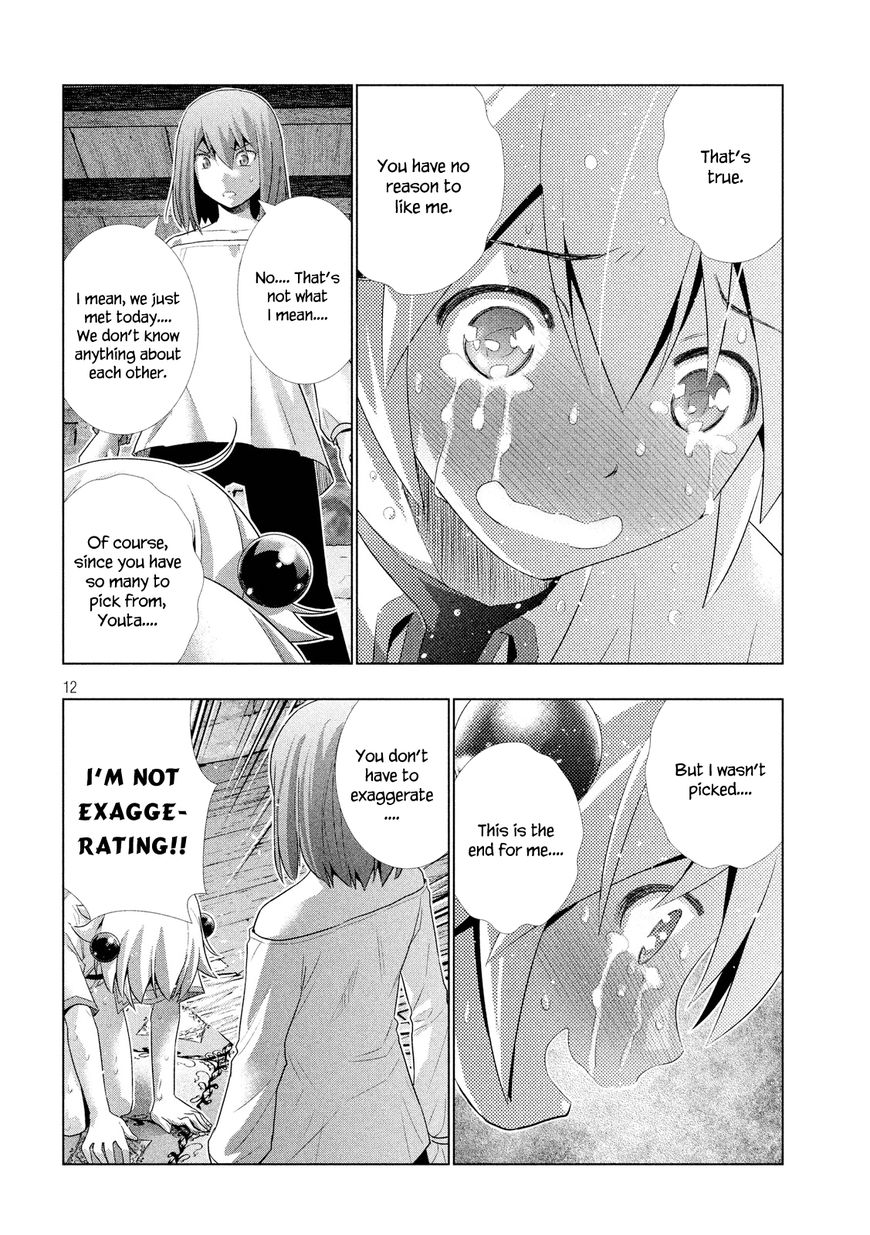 That's
true.
You have no
reason to
like me.
No.... That's
not what
I mean....
I mean, we just
met today....
We don't know
anything about
each other.
Of course,
since you have
so many to
pick from,
Youta....
12
But I wasn't
picked....
This is the
end for me....
You don't
have to
exaggerate
....
I'M NOT
EXAGGE-
RATING!!